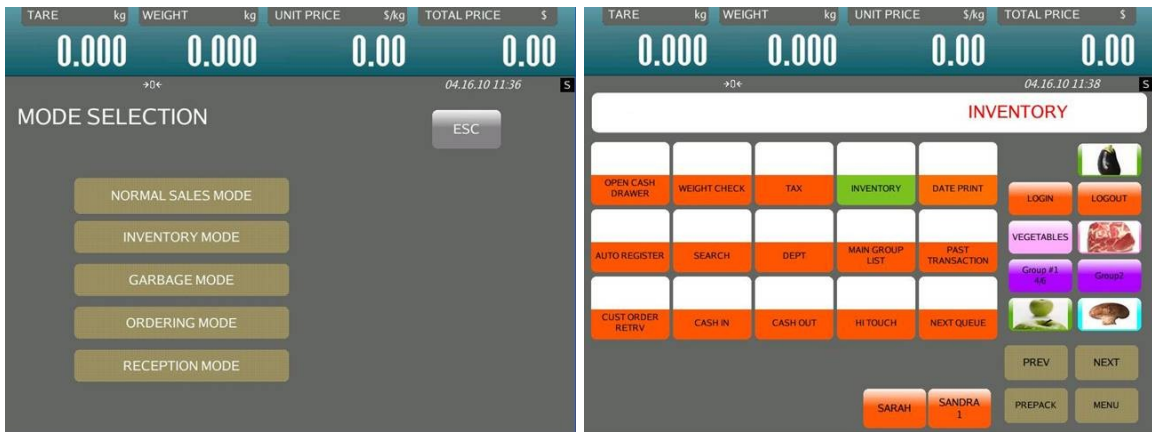 TARE kg WEIGHT kg UNIT PRICE $/kg TOTAL PRICE $
0.000 0.000 0.00 0.00
→0← 04.16.10 11:36 S
MODE SELECTION
ESC
NORMAL SALES MODE
INVENTORY MODE
GARBAGE MODE
ORDERING MODE
RECEPTION MODE
TARE kg WEIGHT kg UNIT PRICE $/kg TOTAL PRICE $
0.000 0.000 0.00 0.00
→0← 04.16.10 11:38 S
INVENTORY
OPEN CASH
DRAWER
WEIGHT CHECK
TAX
INVENTORY
DATE PRINT
LOGIN
LOGOUT
AUTO REGISTER
SEARCH
DEPT
MAIN GROUP
LIST
PAST
TRANSACTION
VEGETABLES
Group #1
4/6
Group2
CUST ORDER
RETRV
CASH IN
CASH OUT
HI TOUCH
NEXT QUEUE
PREV
NEXT
SARAH
SANDRA
1
PREPACK
MENU